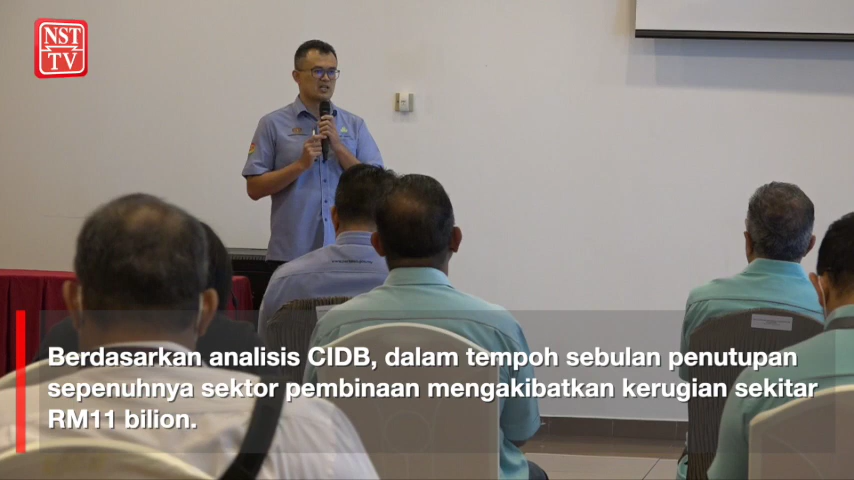 NST
TV
Berdasarkan analisis CIDB, dalam tempoh sebulan penutupan
sepenuhnya sektor pembinaan mengakibatkan kerugian sekitar
RM11 bilion.